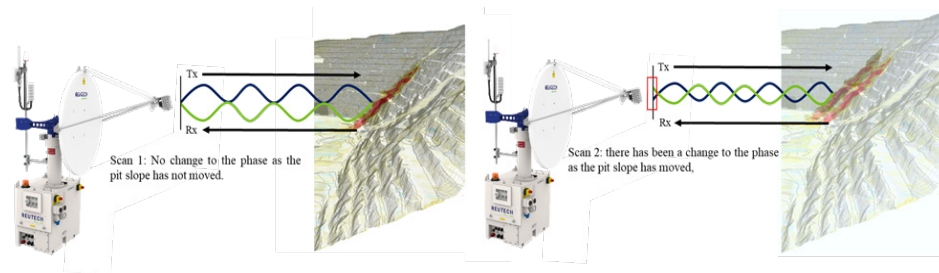 Tx
Rx
Scan 1: No change to the phase as the
pit slope has not moved.
REUTECH
Tx
Rx
Scan 2: there has been a change to the phase
as the pit slope has moved,
REUTECH